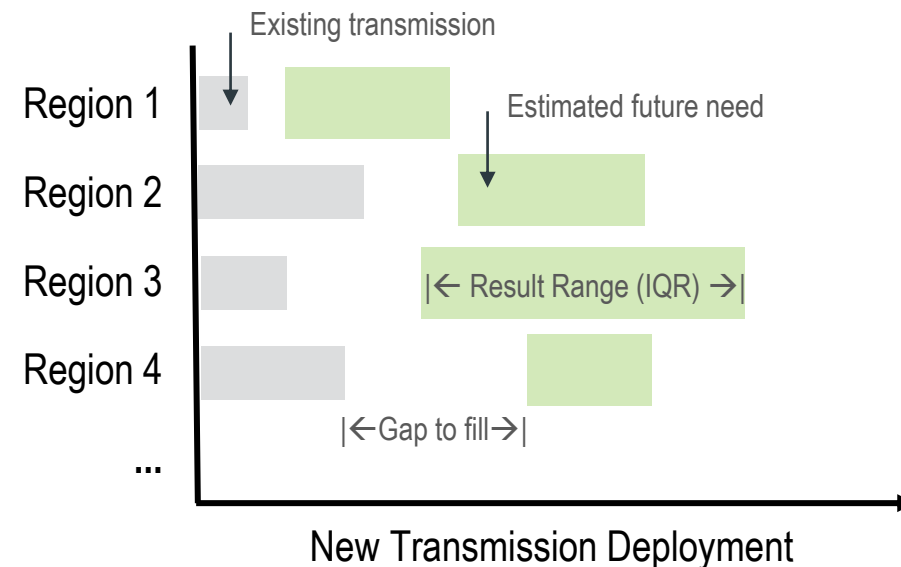 Existing transmission
Region 1
Estimated future need
Region 2
Region 3
|← Result Range (IQR) →|
Region 4
|←Gap to fill→|
...
New Transmission Deployment